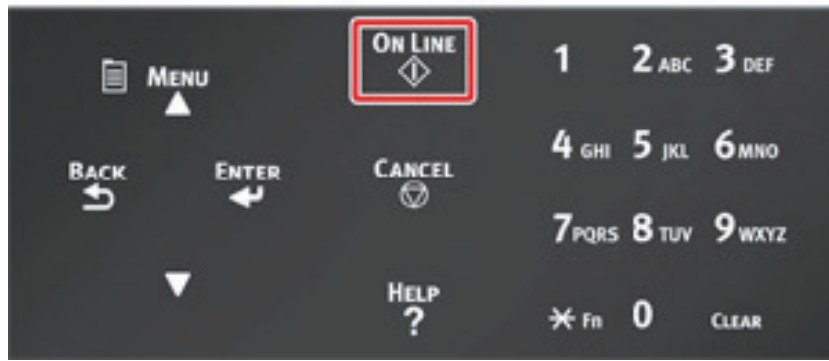 MENU
BACK
ENTER
ON LINE
CANCEL
HELP
?
1 2 ABC 3 DEF
4 GHI 5 JKL 6 MNO
7 PQRS 8 TUV 9 WXYZ
* Fn 0 CLEAR